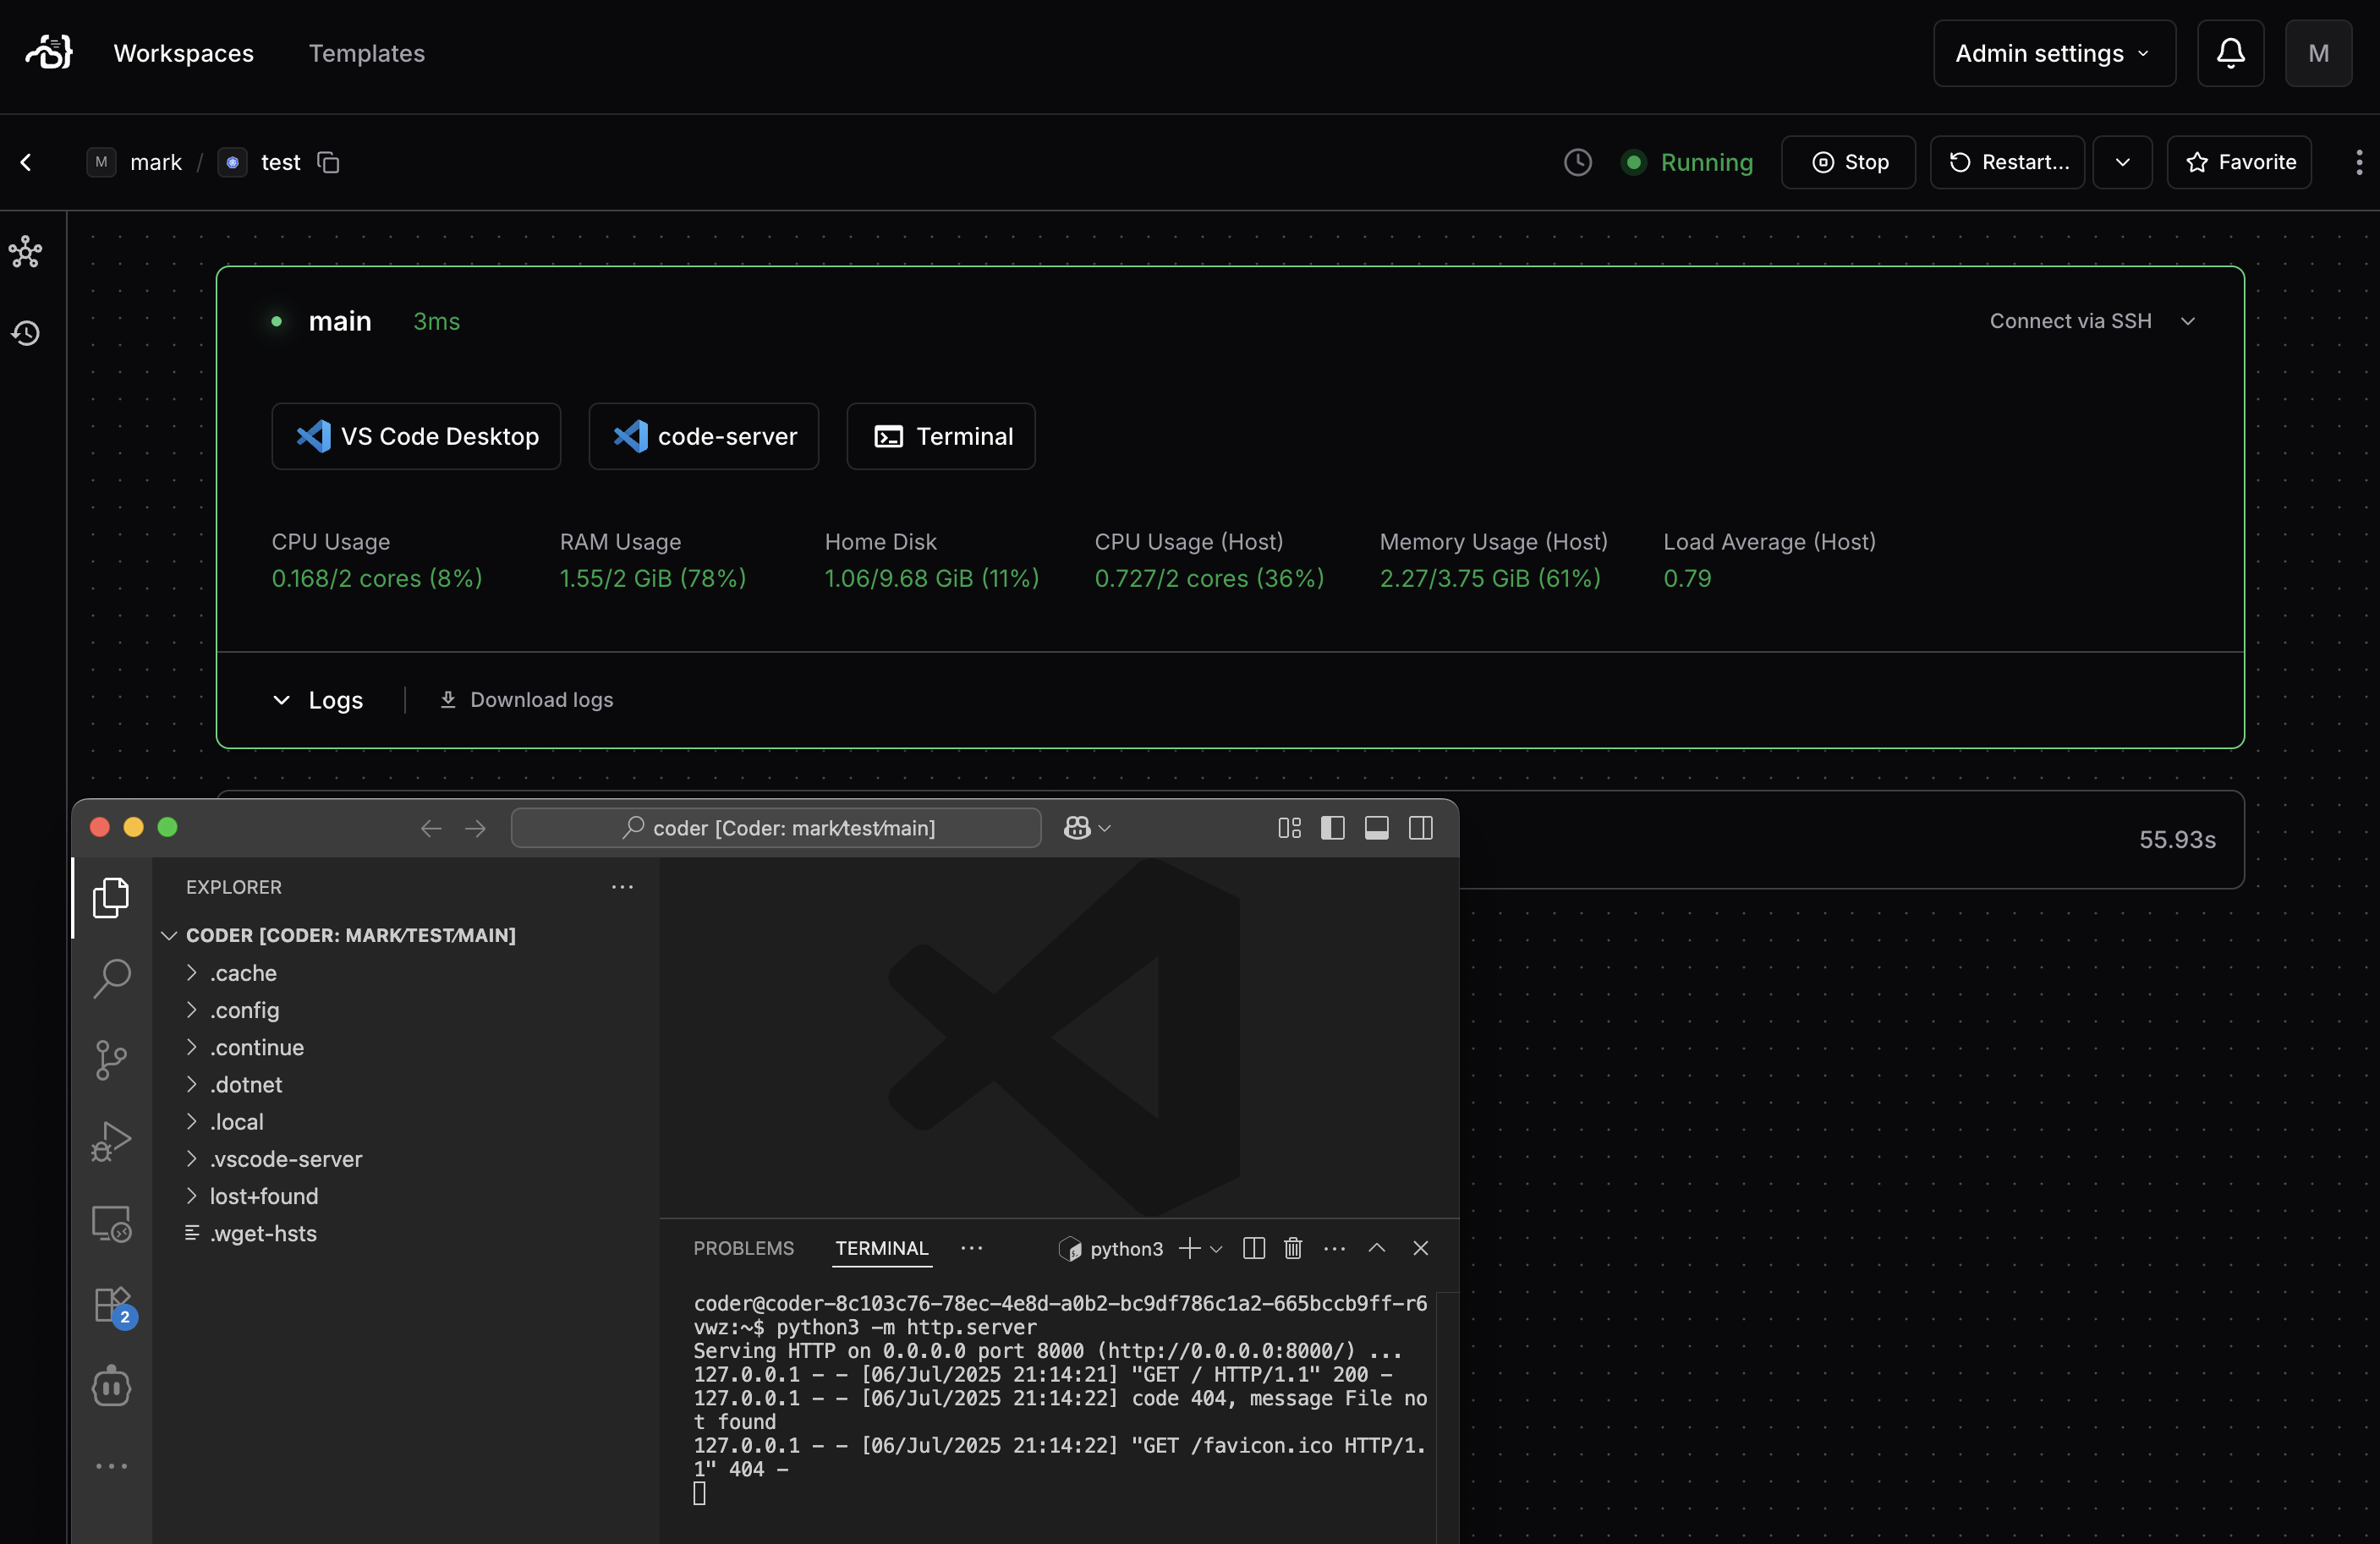 Workspaces
Templates
Admin settings
M
M
mark
/
test
Running
Stop
Restart...
Favorite
main
3ms
Connect via SSH
VS Code Desktop
code-server
Terminal
CPU Usage
0.168/2 cores (8%)
RAM Usage
1.55/2 GiB (78%)
Home Disk
1.06/9.68 GiB (11%)
CPU Usage (Host)
0.727/2 cores (36%)
Memory Usage (Host)
2.27/3.75 GiB (61%)
Load Average (Host)
0.79
Logs
Download logs
55.93s
coder [Coder: mark/test/main]
EXPLORER
CODER [CODER: MARK/TEST/MAIN]
.cache
.config
.continue
.dotnet
.local
.vscode-server
lost+found
.wget-hsts
2
PROBLEMS
TERMINAL
python3
coder@coder-8c103c76-78ec-4e8d-a0b2-bc9df786c1a2-665bccb9ff-r6
vwz:~$ python3 -m http.server
Serving HTTP on 0.0.0.0 port 8000 (http://0.0.0.0:8000/) ...
127.0.0.1 - - [06/Jul/2025 21:14:21] "GET / HTTP/1.1" 200 -
127.0.0.1 - - [06/Jul/2025 21:14:22] code 404, message File no
t found
127.0.0.1 - - [06/Jul/2025 21:14:22] "GET /favicon.ico HTTP/1.
1" 404 -